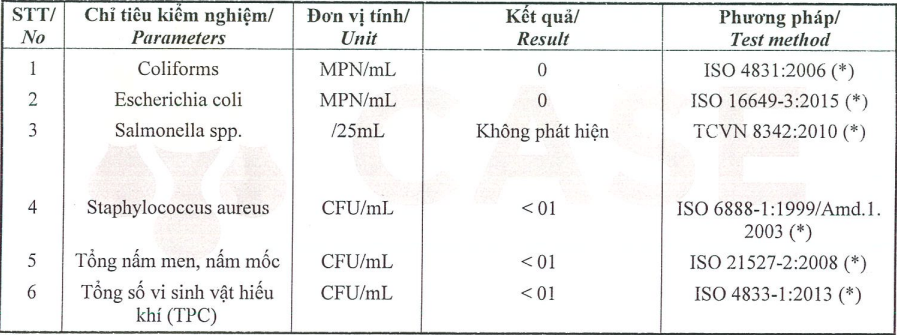 STT/ Chỉ tiêu kiểm nghiệm/ Đơn vị tính/ Kết quả/ Phương pháp/
No Parameters Unit Result Test method
1 Coliforms MPN/mL 0 ISO 4831:2006 (*)
2 Escherichia coli MPN/mL 0 ISO 16649-3:2015 (*)
3 Salmonella spp. /25mL Không phát hiện TCVN 8342:2010 (*)
CASE
4 Staphylococcus aureus CFU/mL < 01 ISO 6888-1:1999/Amd.1.
2003 (*)
5 Tổng nấm men, nấm mốc CFU/mL < 01 ISO 21527-2:2008 (*)
6 Tổng số vi sinh vật hiếu CFU/mL < 01 ISO 4833-1:2013 (*)
khí (TPC)